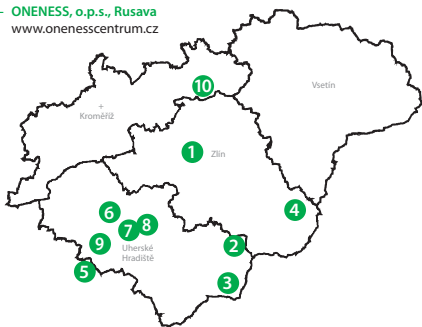 - ONENESS, o.p.s., Rusava
www.onenesscentrum.cz
10
Vsetín
+
Kroměříž
1
Zlín
4
6
8
7
2
9
Uherské
Hradiště
5
3